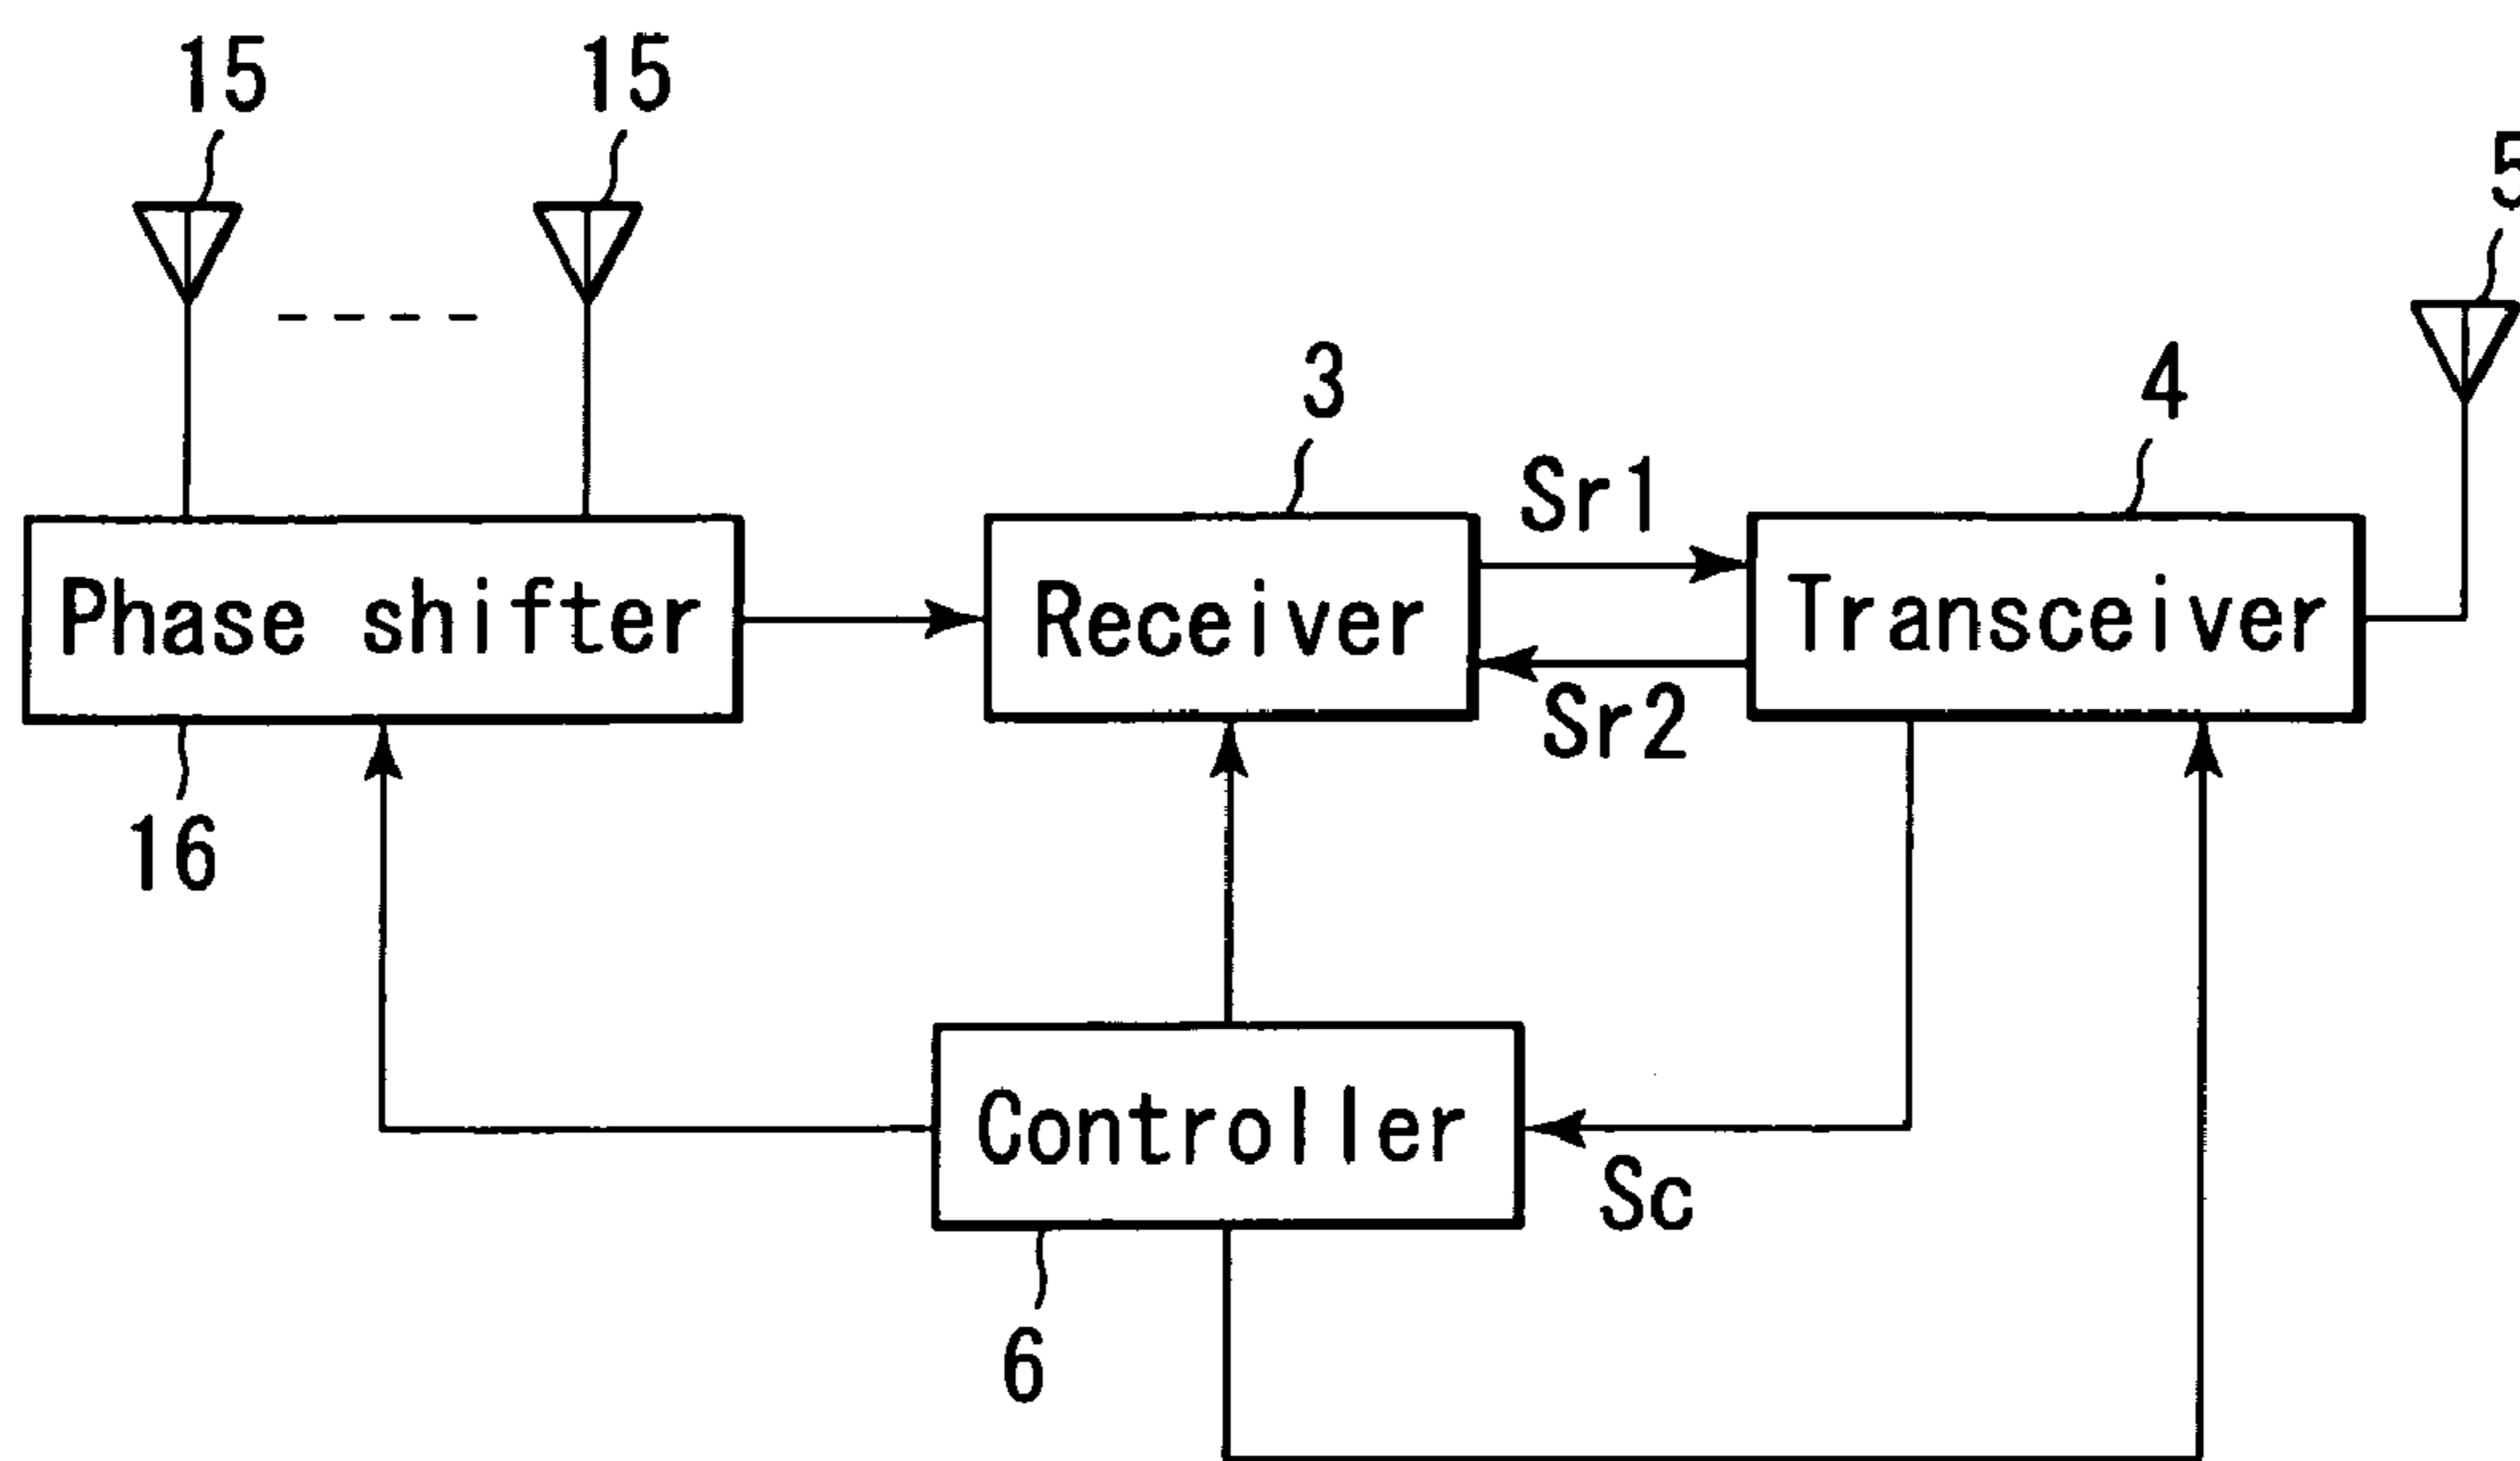 15
15
5
3
4
Sr1
Phase shifter
Receiver
Transceiver
Sr2
16
Controller
Sc
6